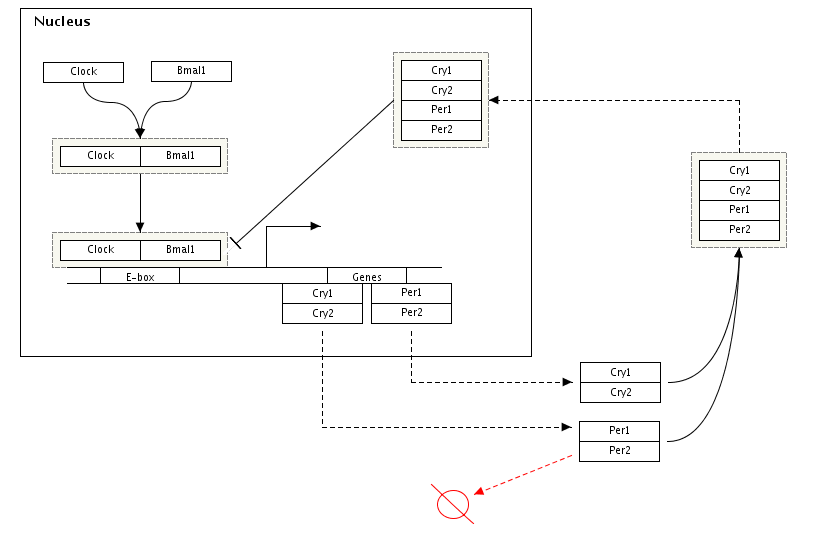 Nucleus
Clock
Bmal1
Cry1
Cry2
Per1
Per2
Clock Bmal1
Cry1
Cry2
Per1
Per2
Clock Bmal1
E-box
Genes
Cry1
Cry2
Per1
Per2
Cry1
Cry2
Per1
Per2